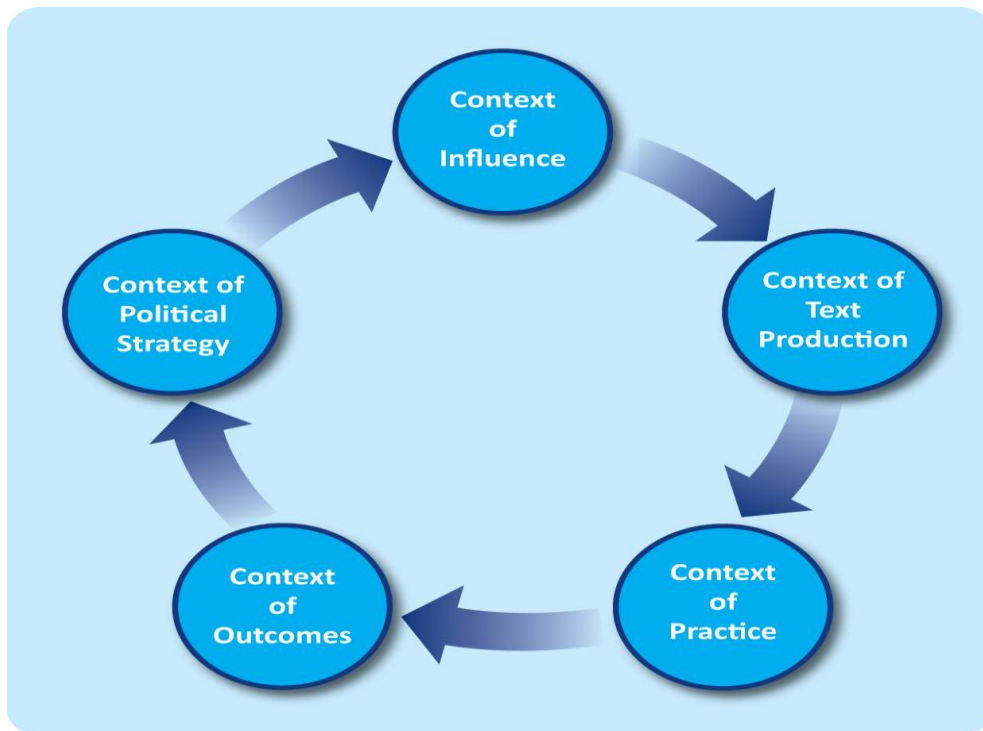 Context
of
Influence
Context of
Text
Production
Context
of
Practice
Context
of
Outcomes
Context of
Political
Strategy